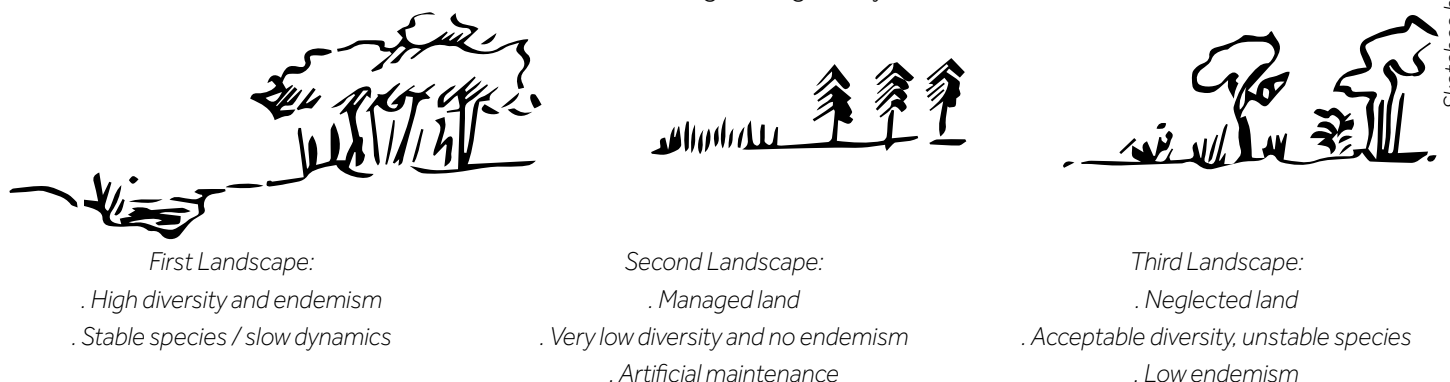 First Landscape:
. High diversity and endemism
. Stable species / slow dynamics
Second Landscape:
. Managed land
. Very low diversity and no endemism
. Artificial maintenance
Third Landscape:
. Neglected land
. Acceptable diversity, unstable species
. Low endemism